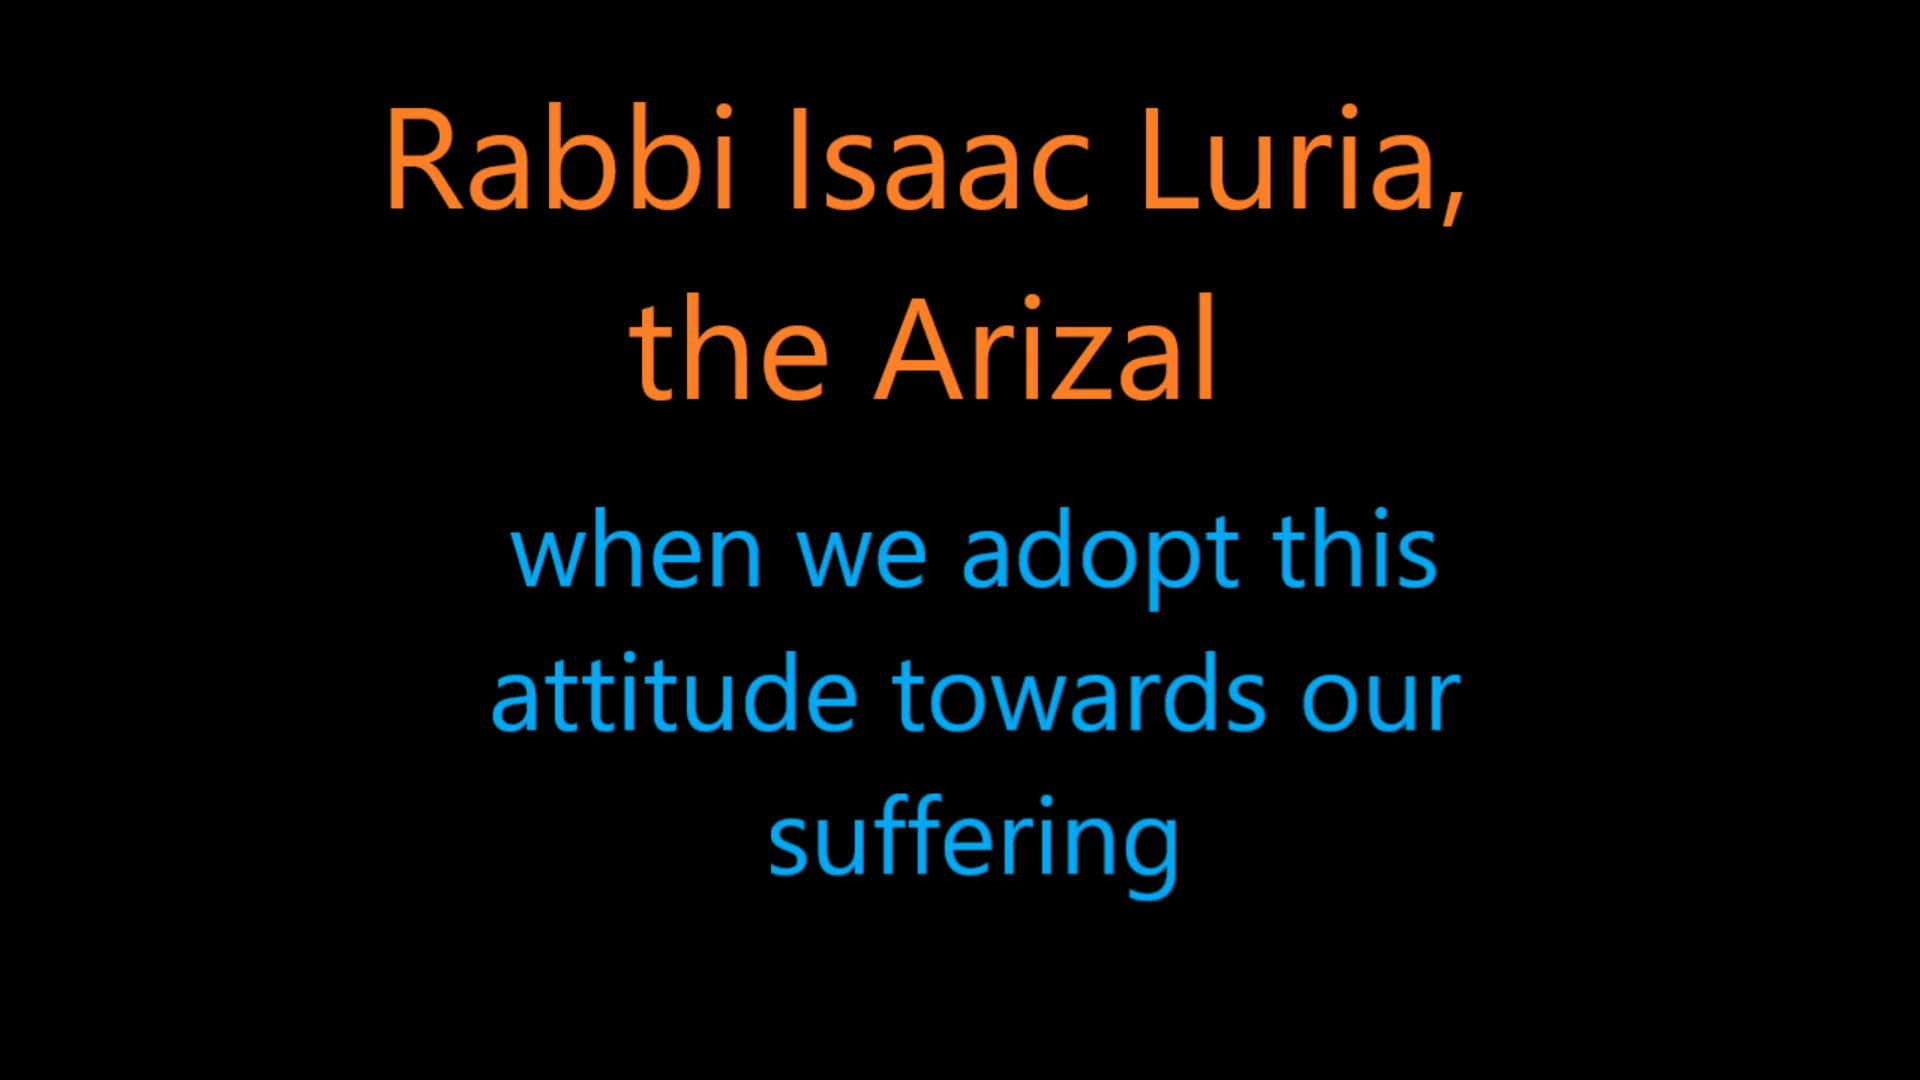 Rabbi Isaac Luria,
the Arizal
when we adopt this
attitude towards our
suffering